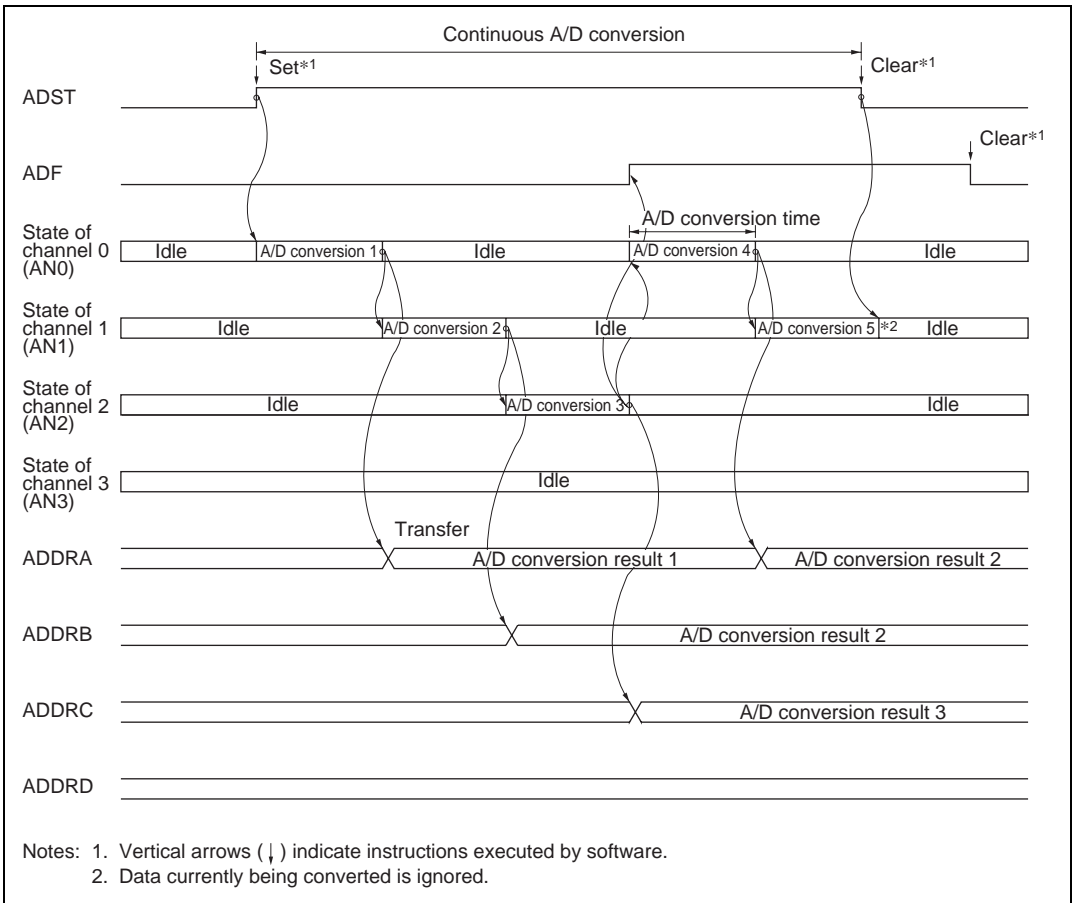 Continuous A/D conversion
Set*1
Clear*1
ADST
Clear*1
ADF
A/D conversion time
State of
channel 0
(AN0)
Idle
A/D conversion 1
Idle
A/D conversion 4
Idle
State of
channel 1
(AN1)
Idle
A/D conversion 2
Idle
A/D conversion 5
*2
Idle
State of
channel 2
(AN2)
Idle
A/D conversion 3
Idle
State of
channel 3
(AN3)
Idle
Transfer
ADDRA
A/D conversion result 1
A/D conversion result 2
ADDRB
A/D conversion result 2
ADDRC
A/D conversion result 3
ADDRD
Notes: 1. Vertical arrows (↓) indicate instructions executed by software.
2. Data currently being converted is ignored.